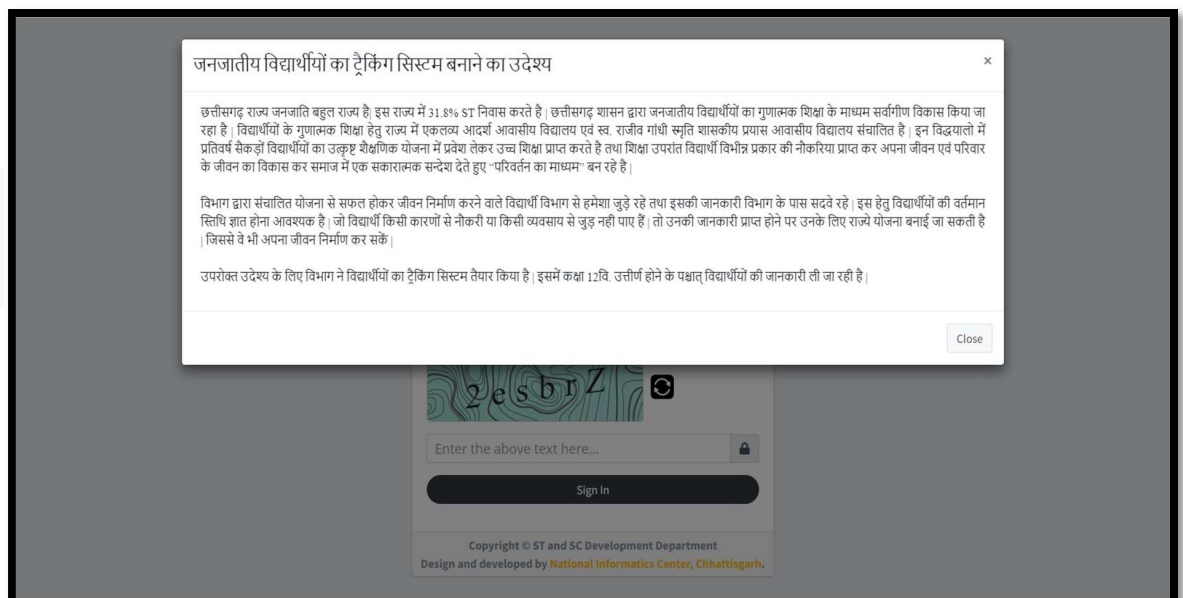 जनजातीय विद्यार्थीयों का ट्रैकिंग सिस्टम बनाने का उदेश्य
×
छत्तीसगढ़ राज्य जनजाति बहुल राज्य है| इस राज्य में 31.8% ST निवास करते है | छत्तीसगढ़ शासन द्वारा जनजातीय विद्यार्थीयों का गुणात्मक शिक्षा के माध्यम सर्वागीण विकास किया जा
रहा है | विद्यार्थीयों के गुणात्मक शिक्षा हेतु राज्य में एकलव्य आदर्श आवासीय विद्यालय एवं स्व. राजीव गांधी स्मृति शासकीय प्रयास आवासीय विद्यालय संचालित है | इन विद्धयालो में
प्रतिवर्ष सैकड़ों विद्यार्थीयों का उत्कृष्ट शैक्षणिक योजना में प्रवेश लेकर उच्च शिक्षा प्राप्त करते है तथा शिक्षा उपरांत विद्यार्थी विभीन्न प्रकार की नौकरिया प्राप्त कर अपना जीवन एवं परिवार
के जीवन का विकास कर समाज में एक सकारात्मक सन्देश देते हुए "परिवर्तन का माध्यम" बन रहे है |
विभाग द्वारा संचालित योजना से सफल होकर जीवन निर्माण करने वाले विद्यार्थी विभाग से हमेशा जुड़े रहे तथा इसकी जानकारी विभाग के पास सदवे रहे | इस हेतु विद्यार्थीयों की वर्तमान
स्तिथि ज्ञात होना आवश्यक है | जो विद्यार्थी किसी कारणों से नौकरी या किसी व्यवसाय से जुड़ नही पाए हैं | तो उनकी जानकारी प्राप्त होने पर उनके लिए राज्ये योजना बनाई जा सकती है
| जिससे वे भी अपना जीवन निर्माण कर सकें |
उपरोक्त उदेश्य के लिए विभाग ने विद्यार्थीयों का ट्रैकिंग सिस्टम तैयार किया है | इसमें कक्षा 12वि. उत्तीर्ण होने के पश्चात् विद्यार्थीयों की जानकारी ली जा रही है |
Close
2esbrZ
Enter the above text here...
Sign In
Copyright © ST and SC Development Department
Design and developed by National Informatics Center, Chhattisgarh.